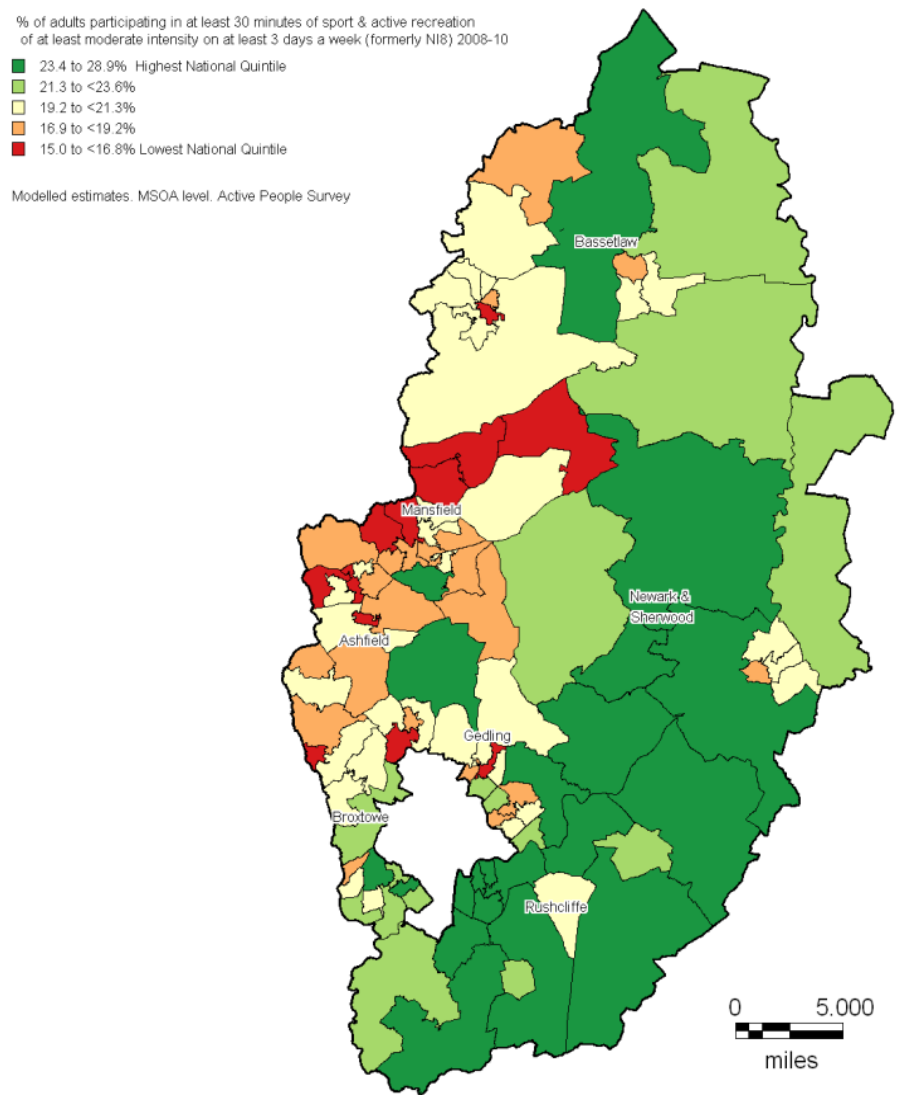 % of adults participating in at least 30 minutes of sport & active recreation
of at least moderate intensity on at least 3 days a week (formerly NI8) 2008-10
23.4 to 28.9%  Highest National Quintile
21.3 to <23.6%
19.2 to <21.3%
16.9 to <19.2%
15.0 to <16.8% Lowest National Quintile
Modelled estimates. MSOA level. Active People Survey
Bassetlaw
Mansfield
Newark &
Sherwood
Ashfield
Gedling
Broxtowe
Rushcliffe
0 5.000
miles